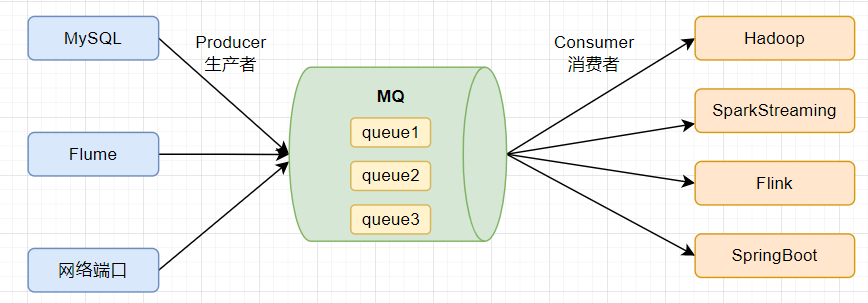 MySQL
Flume
网络端口
Producer
生产者
MQ
queue1
queue2
queue3
Consumer
消费者
Hadoop
SparkStreaming
Flink
SpringBoot